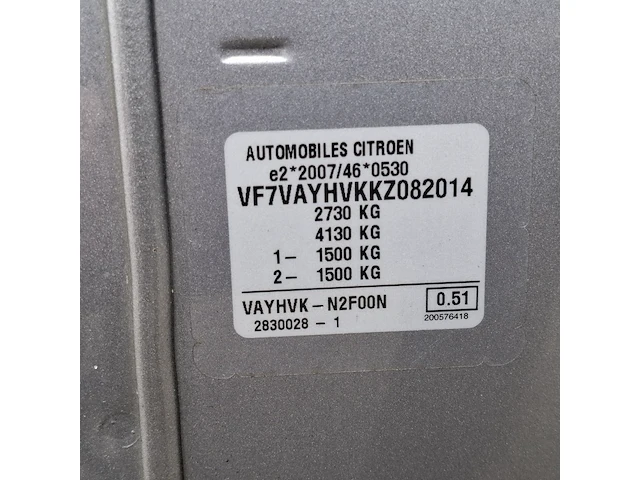 AUTOMOBILES CITROEN
e2*2007/46*0530
VF7VAYHVKKZ082014
2730 KG
4130 KG
1- 1500 KG
2- 1500 KG
VAYHVK-N2F00N 0.51
2830028 - 1 200576418